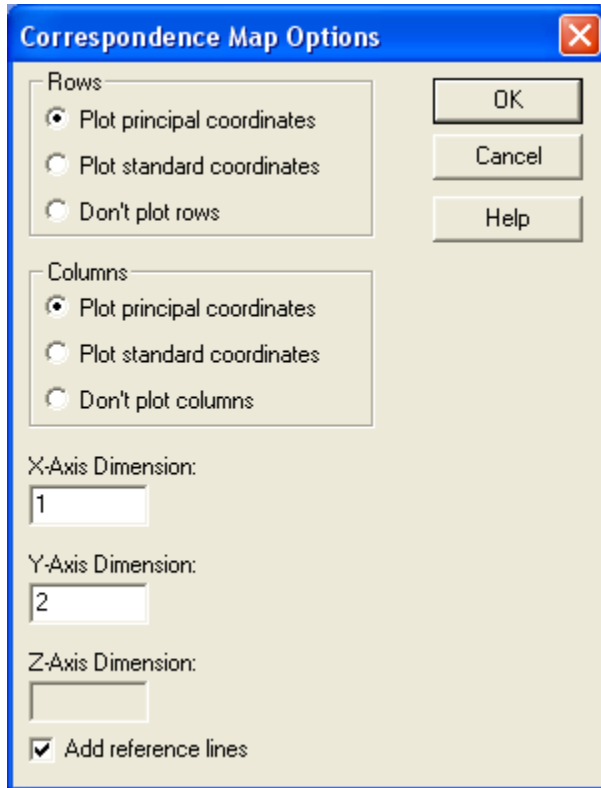 Correspondence Map Options
Rows
Plot principal coordinates
Plot standard coordinates
Don't plot rows
OK
Cancel
Help
Columns
Plot principal coordinates
Plot standard coordinates
Don't plot columns
X-Axis Dimension:
1
Y-Axis Dimension:
2
Z-Axis Dimension:
Add reference lines